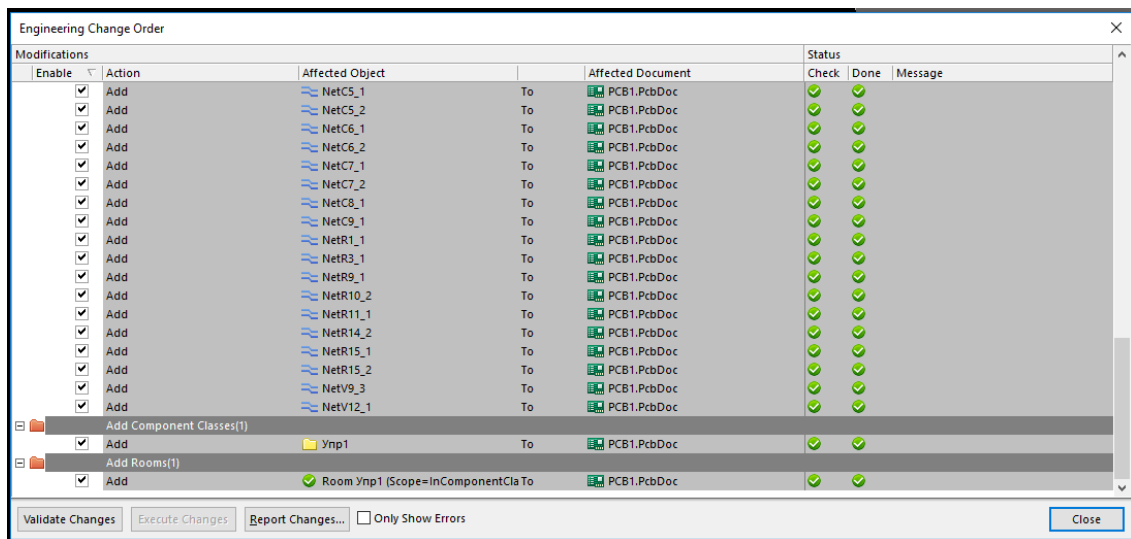 Engineering Change Order
Modifications Status
Enable Action Affected Object Affected Document Check Done Message
Add NetC5_1 To PCB1.PcbDoc
Add NetC5_2 To PCB1.PcbDoc
Add NetC6_1 To PCB1.PcbDoc
Add NetC6_2 To PCB1.PcbDoc
Add NetC7_1 To PCB1.PcbDoc
Add NetC7_2 To PCB1.PcbDoc
Add NetC8_1 To PCB1.PcbDoc
Add NetC9_1 To PCB1.PcbDoc
Add NetR1_1 To PCB1.PcbDoc
Add NetR3_1 To PCB1.PcbDoc
Add NetR9_1 To PCB1.PcbDoc
Add NetR10_2 To PCB1.PcbDoc
Add NetR11_1 To PCB1.PcbDoc
Add NetR14_2 To PCB1.PcbDoc
Add NetR15_1 To PCB1.PcbDoc
Add NetR15_2 To PCB1.PcbDoc
Add NetV9_3 To PCB1.PcbDoc
Add NetV12_1 To PCB1.PcbDoc
Add Component Classes(1)
Add Упр1 To PCB1.PcbDoc
Add Rooms(1)
Add Room Упр1 (Scope=InComponentCla To PCB1.PcbDoc
Validate Changes Execute Changes Report Changes... Only Show Errors Close